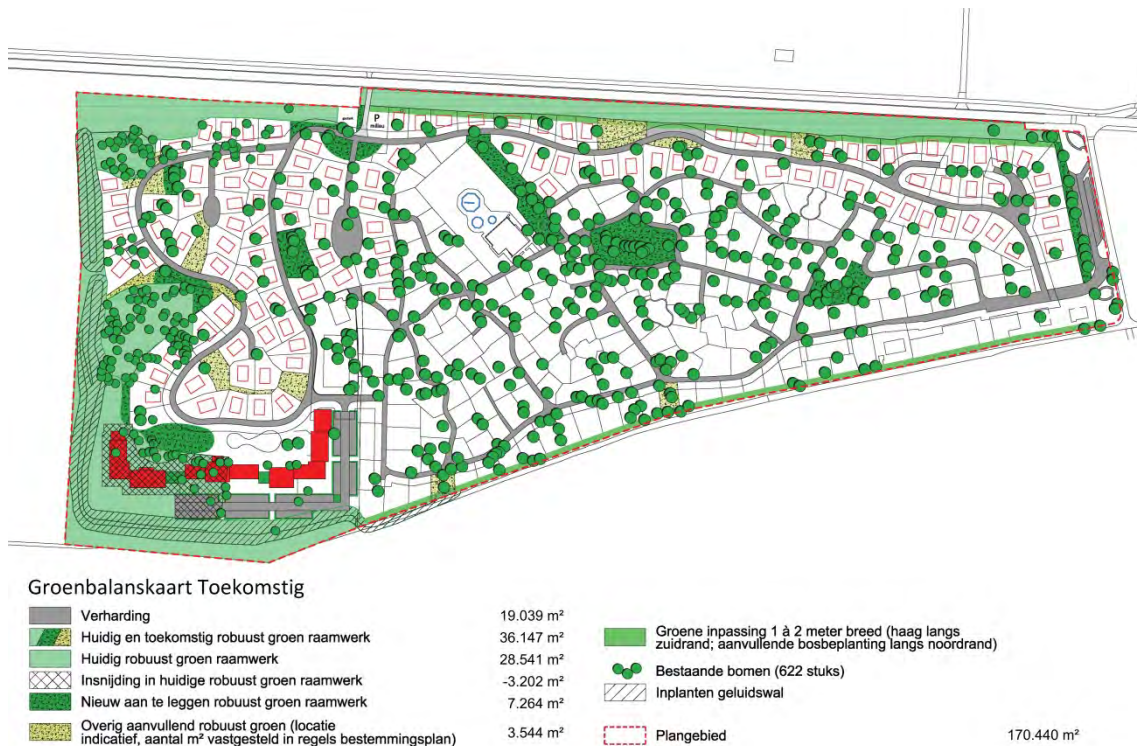 P
milieu
Groenbalanskaart Toekomstig
Verharding 19.039 m²
Huidig en toekomstig robuust groen raamwerk 36.147 m²
Huidig robuust groen raamwerk 28.541 m²
Insnijding in huidige robuust groen raamwerk -3.202 m²
Nieuw aan te leggen robuust groen raamwerk 7.264 m²
Overig aanvullend robuust groen (locatie
indicatief, aantal m² vastgesteld in regels bestemmingsplan) 3.544 m²
Groene inpassing 1 à 2 meter breed (haag langs
zuidrand; aanvullende bosbeplanting langs noordrand)
Bestaande bomen (622 stuks)
Inplanten geluidswal
Plangebied 170.440 m²